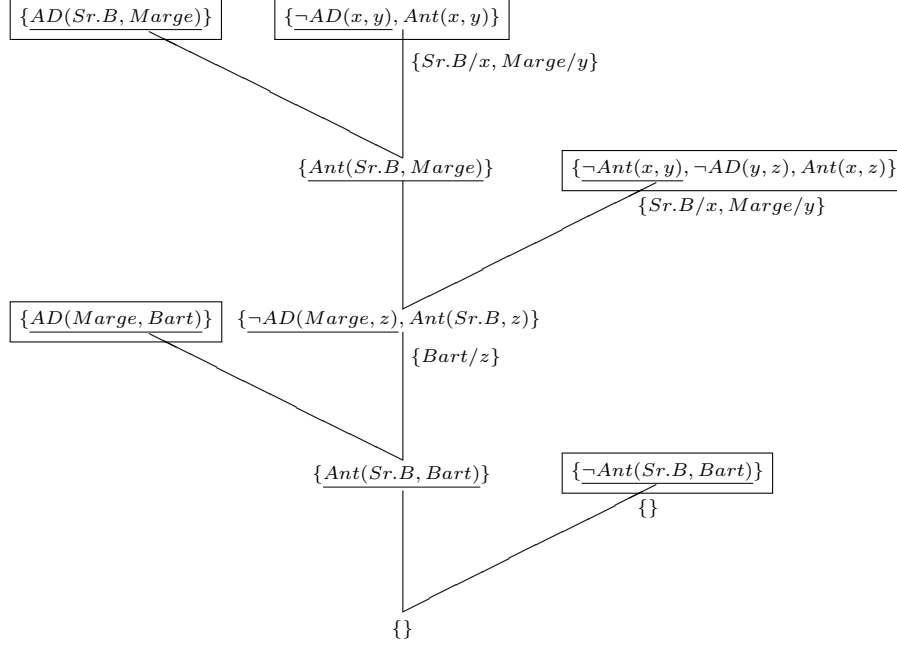 {AD(Sr.B, Marge)} {¬AD(x, y), Ant(x, y)}
{Sr.B/x, Marge/y}
{Ant(Sr.B, Marge)} {¬Ant(x, y), ¬AD(y, z), Ant(x, z)}
{Sr.B/x, Marge/y}
{AD(Marge, Bart)} {¬AD(Marge, z), Ant(Sr.B, z)}
{Bart/z}
{Ant(Sr.B, Bart)} {¬Ant(Sr.B, Bart)}
{}
{}